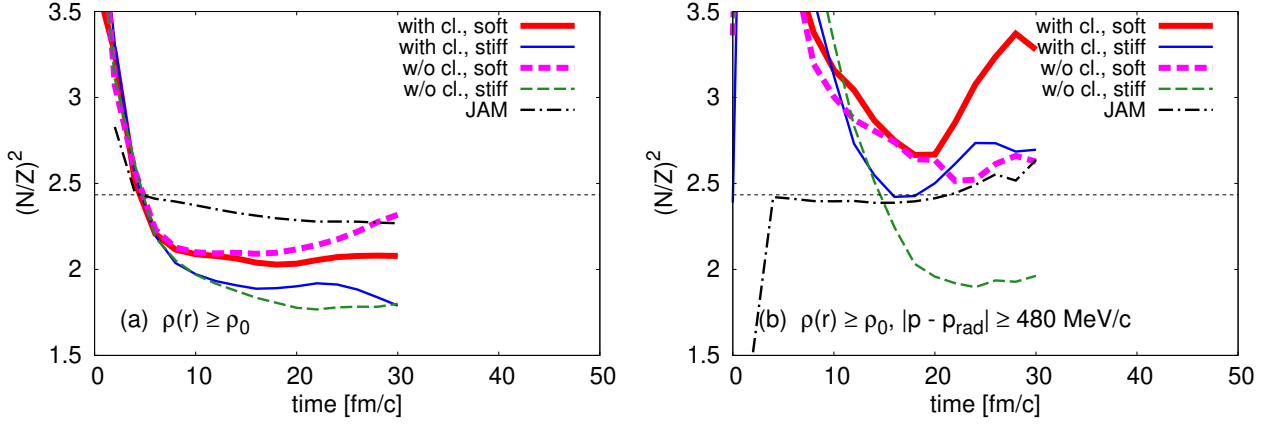 3.5
3
2.5
2
1.5
(N/Z)²
0 10 20 30 40 50
time [fm/c]
with cl., soft
with cl., stiff
w/o cl., soft
w/o cl., stiff
JAM
(a) ρ(r) ≥ ρ₀
3.5
3
2.5
2
1.5
(N/Z)²
0 10 20 30 40 50
time [fm/c]
with cl., soft
with cl., stiff
w/o cl., soft
w/o cl., stiff
JAM
(b) ρ(r) ≥ ρ₀, |p - p_rad| ≥ 480 MeV/c